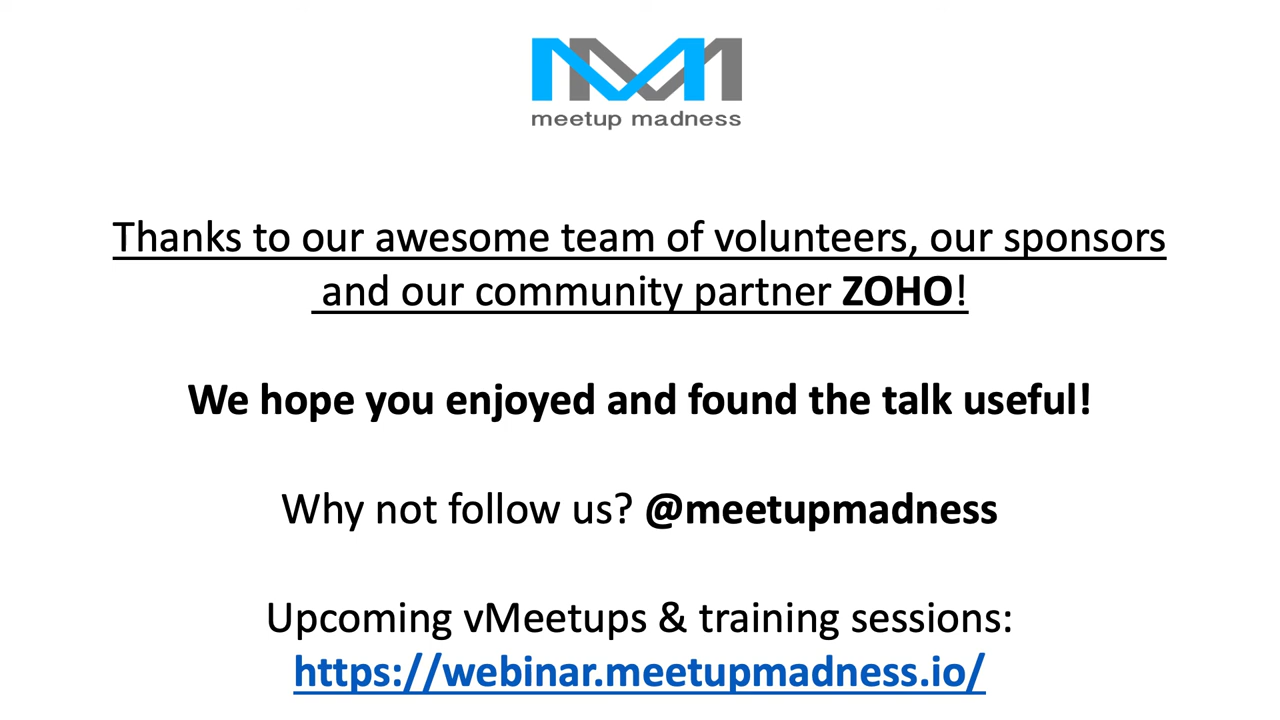 meetup madness
Thanks to our awesome team of volunteers, our sponsors
and our community partner ZOHO!
We hope you enjoyed and found the talk useful!
Why not follow us? @meetupmadness
Upcoming vMeetups & training sessions:
https://webinar.meetupmadness.io/